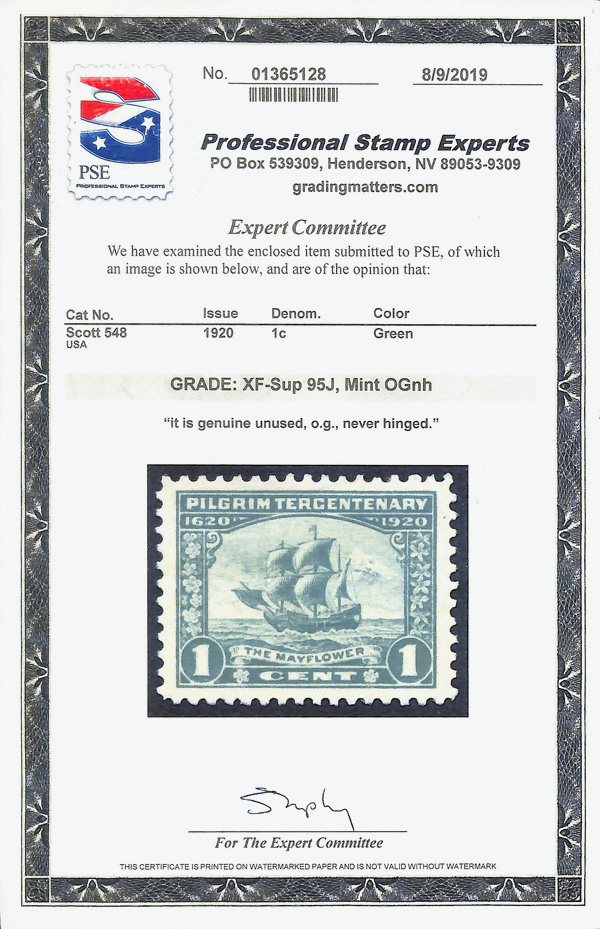 No. 01365128 8/9/2019
PSE
PROFESSIONAL STAMP EXPERTS
Professional Stamp Experts
PO Box 539309, Henderson, NV 89053-9309
gradingmatters.com
Expert Committee
We have examined the enclosed item submitted to PSE, of which
an image is shown below, and are of the opinion that:
Cat No. Issue Denom. Color
Scott 548 1920 1c Green
USA
GRADE: XF-Sup 95J, Mint OGnh
“it is genuine unused, o.g., never hinged.”
PILGRIM TERCENTENARY
1620 1920
THE MAYFLOWER
1 CENT 1
For The Expert Committee
THIS CERTIFICATE IS PRINTED ON WATERMARKED PAPER AND IS NOT VALID WITHOUT WATERMARK